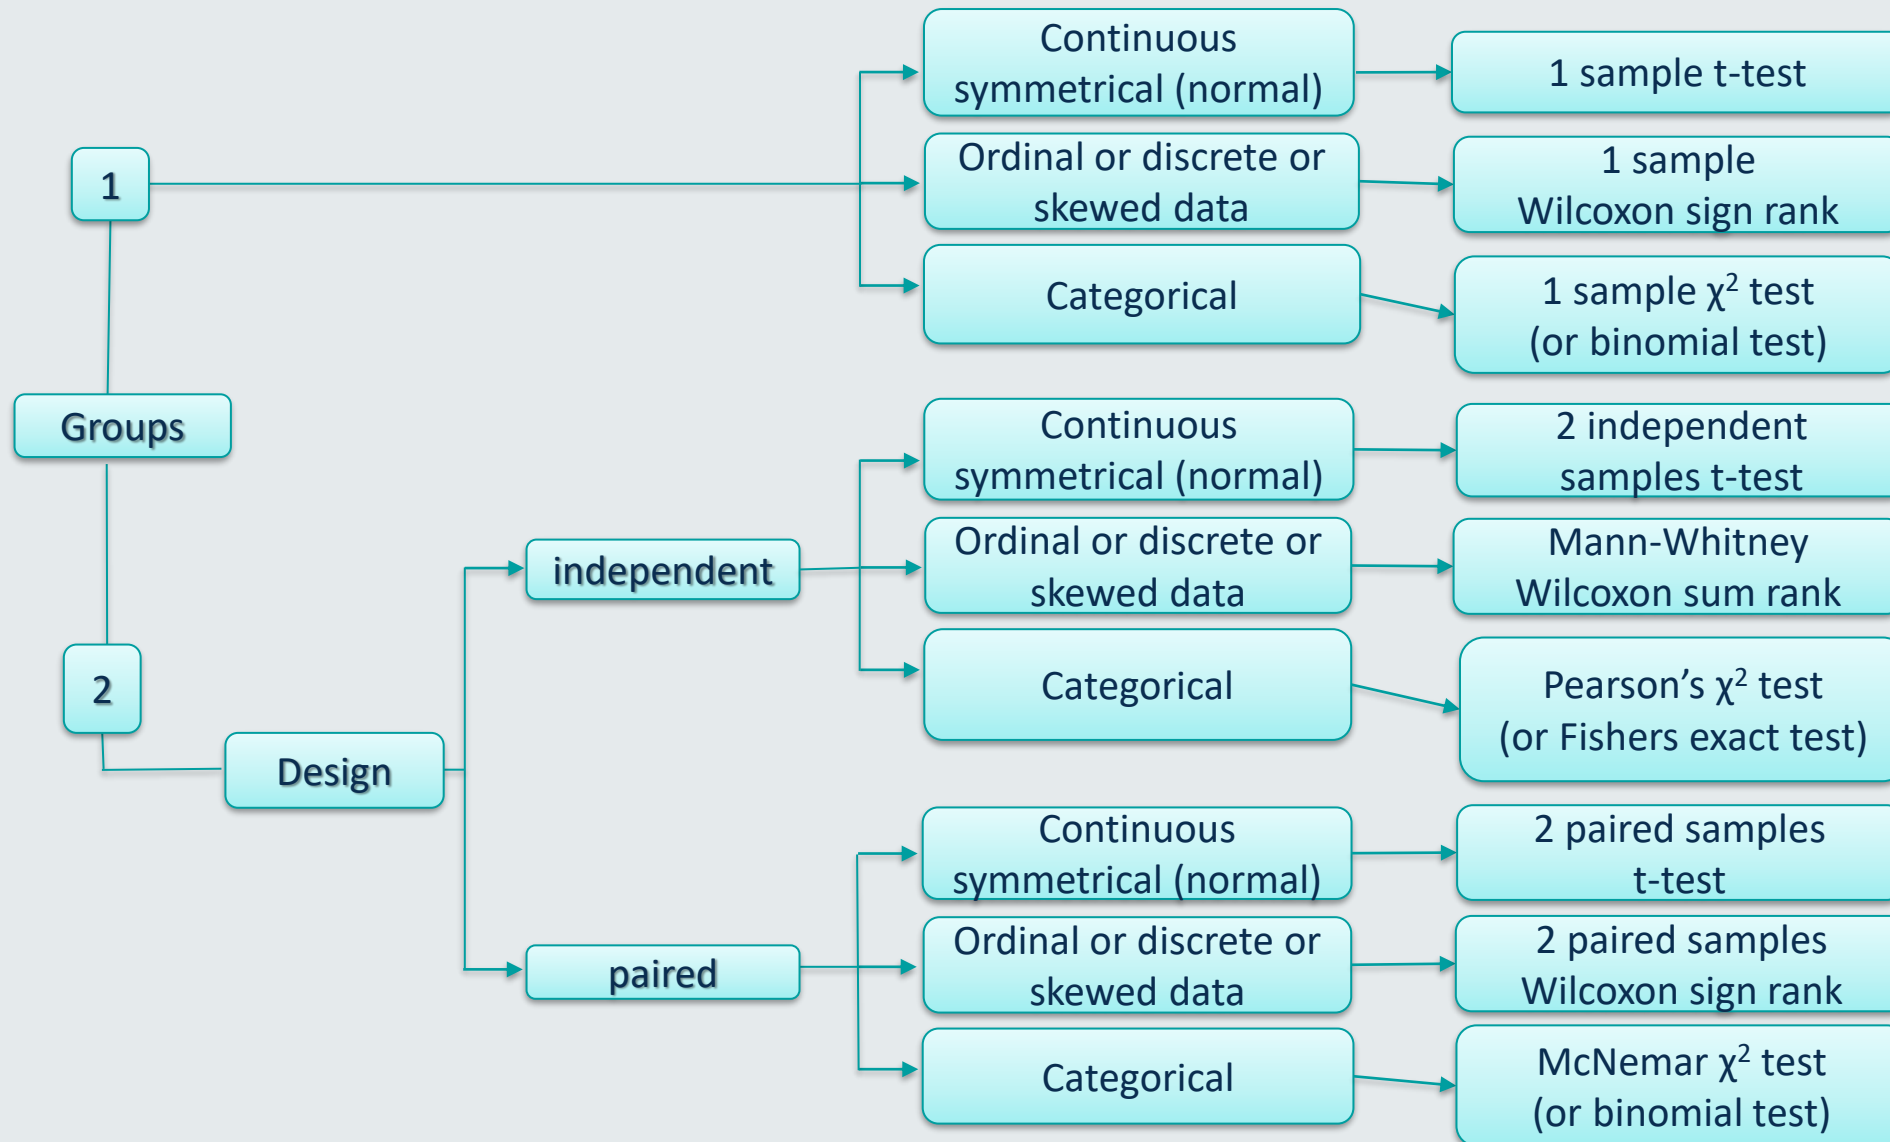 Continuous
symmetrical (normal)
1 sample t-test
1
Ordinal or discrete or
skewed data
1 sample
Wilcoxon sign rank
Categorical
1 sample χ² test
(or binomial test)
Groups
Continuous
symmetrical (normal)
2 independent
samples t-test
independent
Ordinal or discrete or
skewed data
Mann-Whitney
Wilcoxon sum rank
2
Categorical
Pearson’s χ² test
(or Fishers exact test)
Design
Continuous
symmetrical (normal)
2 paired samples
t-test
paired
Ordinal or discrete or
skewed data
2 paired samples
Wilcoxon sign rank
Categorical
McNemar χ² test
(or binomial test)